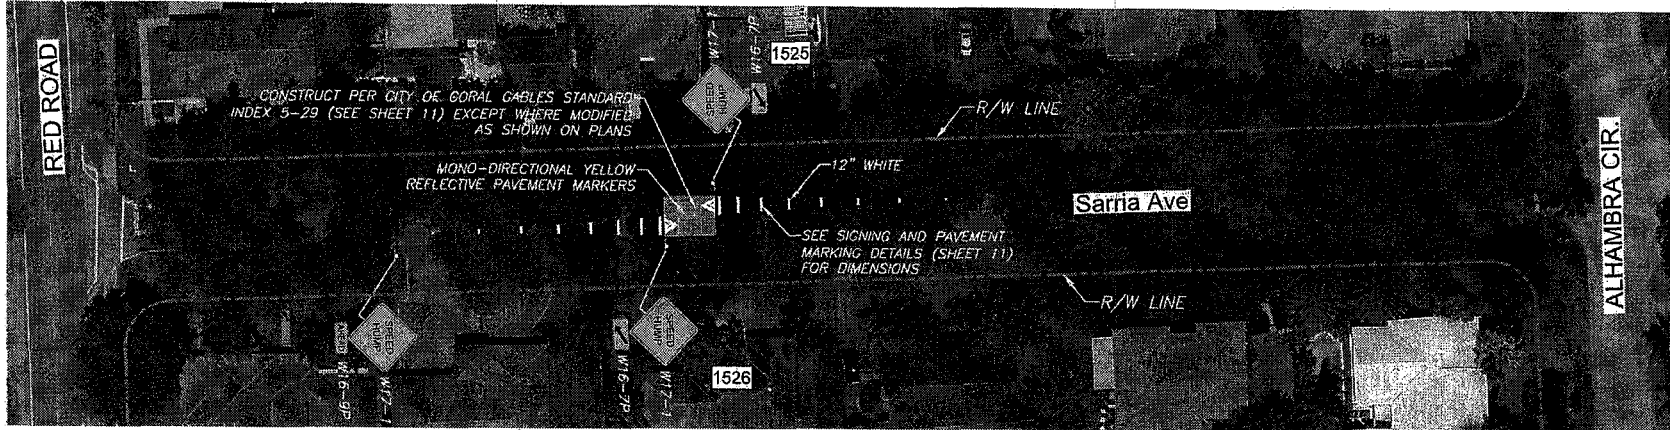 RED ROAD
CONSTRUCT PER CITY OF CORAL GABLES STANDARD
INDEX 5-29 (SEE SHEET 11) EXCEPT WHERE MODIFIED
AS SHOWN ON PLANS
MONO-DIRECTIONAL YELLOW
REFLECTIVE PAVEMENT MARKERS
SPEED
HUMP
W17-1
W16-7P
1525
R/W LINE
12" WHITE
Sarria Ave
SEE SIGNING AND PAVEMENT
MARKING DETAILS (SHEET 11)
FOR DIMENSIONS
R/W LINE
ALHAMBRA CIR.
AHEAD
W16-9P
SPEED
HUMP
W17-1
W16-7P
SPEED
HUMP
W17-1
1526